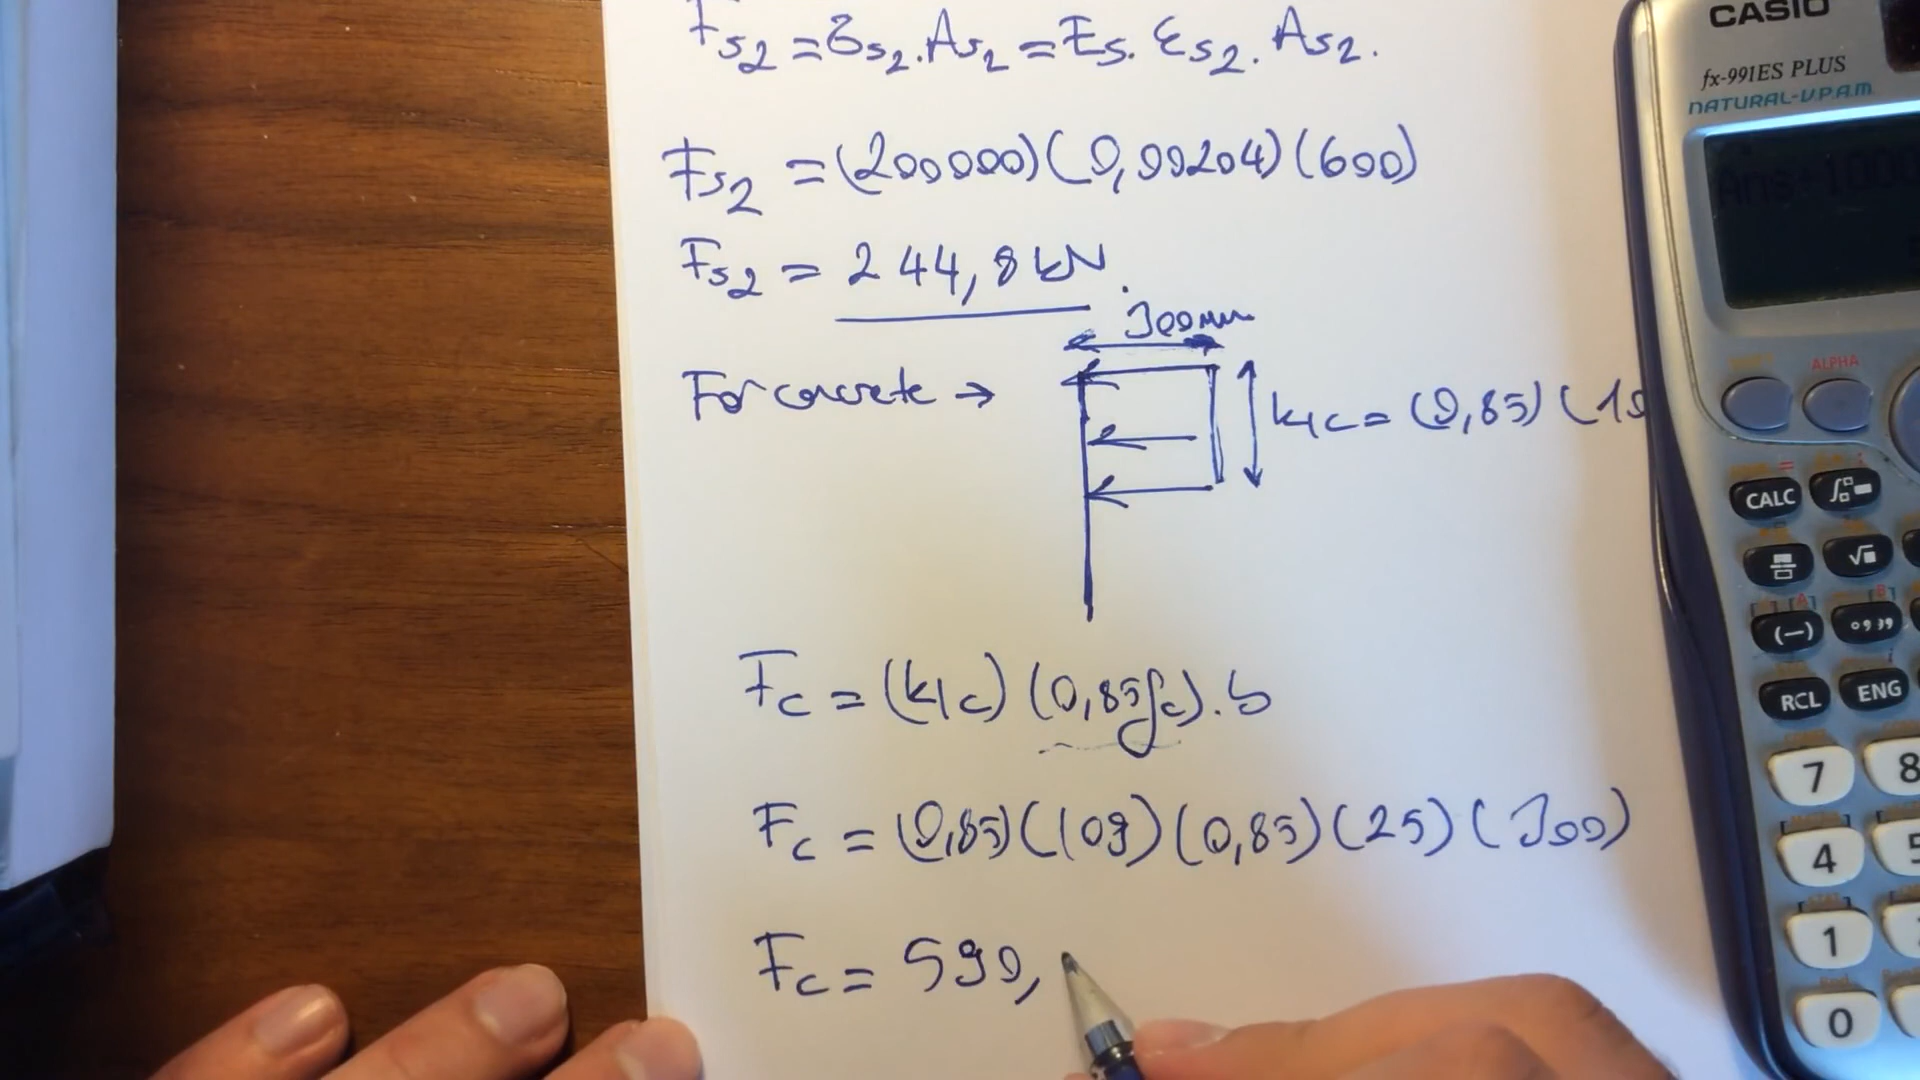 Fs2 = σs2.As2 = Es. εs2. As2.
Fs2 = (200000)(0,00204)(600)
Fs2 = 244,8 kN.
300mm
For concrete → k1c = (0,85)(10
Fc = (k1c)(0,85fc).b
Fc = (0,85)(109)(0,85)(25)(300)
Fc = 590,
CASIO
fx-991ES PLUS
NATURAL-V.P.A.M.
ALPHA
CALC
(−)
RCL ENG
7 8
4 5
1
0